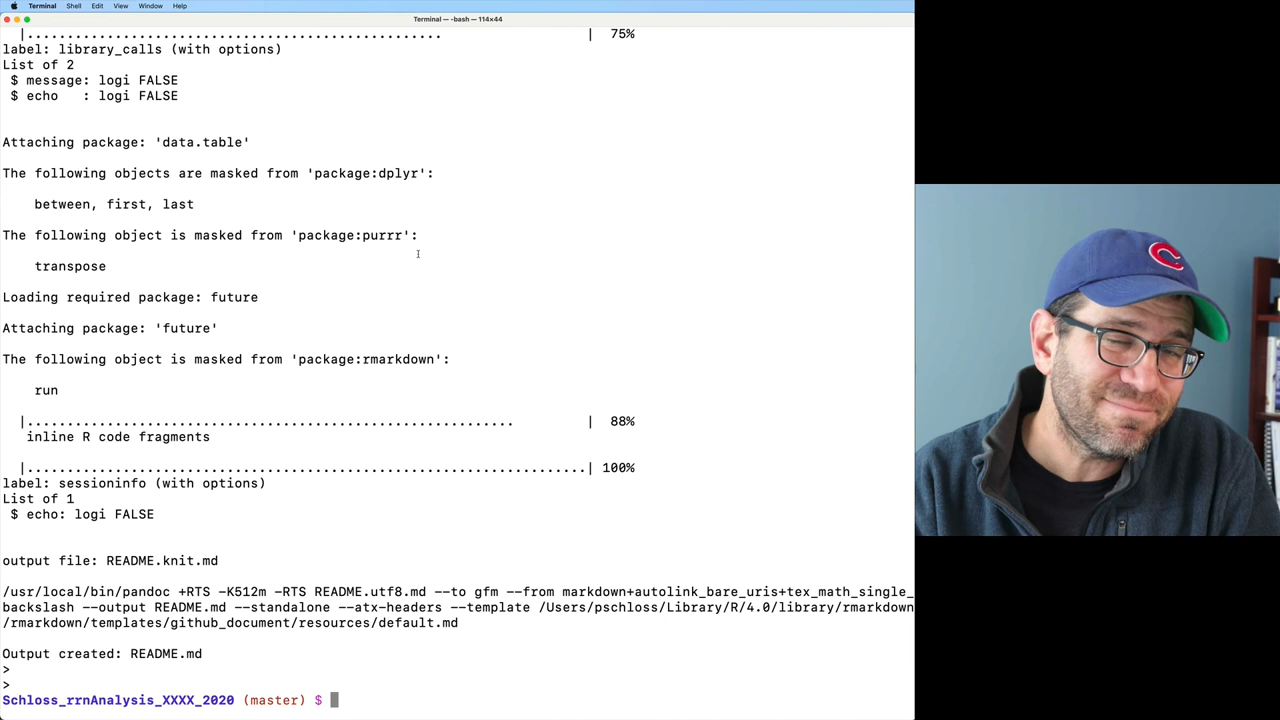 Terminal Shell Edit View Window Help
Terminal — -bash — 114×44
|.................................................... | 75%
label: library_calls (with options)
List of 2
$ message: logi FALSE
$ echo : logi FALSE
Attaching package: 'data.table'
The following objects are masked from 'package:dplyr':
between, first, last
The following object is masked from 'package:purrr':
transpose
Loading required package: future
Attaching package: 'future'
The following object is masked from 'package:rmarkdown':
run
|............................................................. | 88%
inline R code fragments
|......................................................................| 100%
label: sessioninfo (with options)
List of 1
$ echo: logi FALSE
output file: README.knit.md
/usr/local/bin/pandoc +RTS -K512m -RTS README.utf8.md --to gfm --from markdown+autolink_bare_uris+tex_math_single_
backslash --output README.md --standalone --atx-headers --template /Users/pschloss/Library/R/4.0/library/rmarkdown
/rmarkdown/templates/github_document/resources/default.md
Output created: README.md
>
>
Schloss_rrnAnalysis_XXXX_2020 (master) $
C